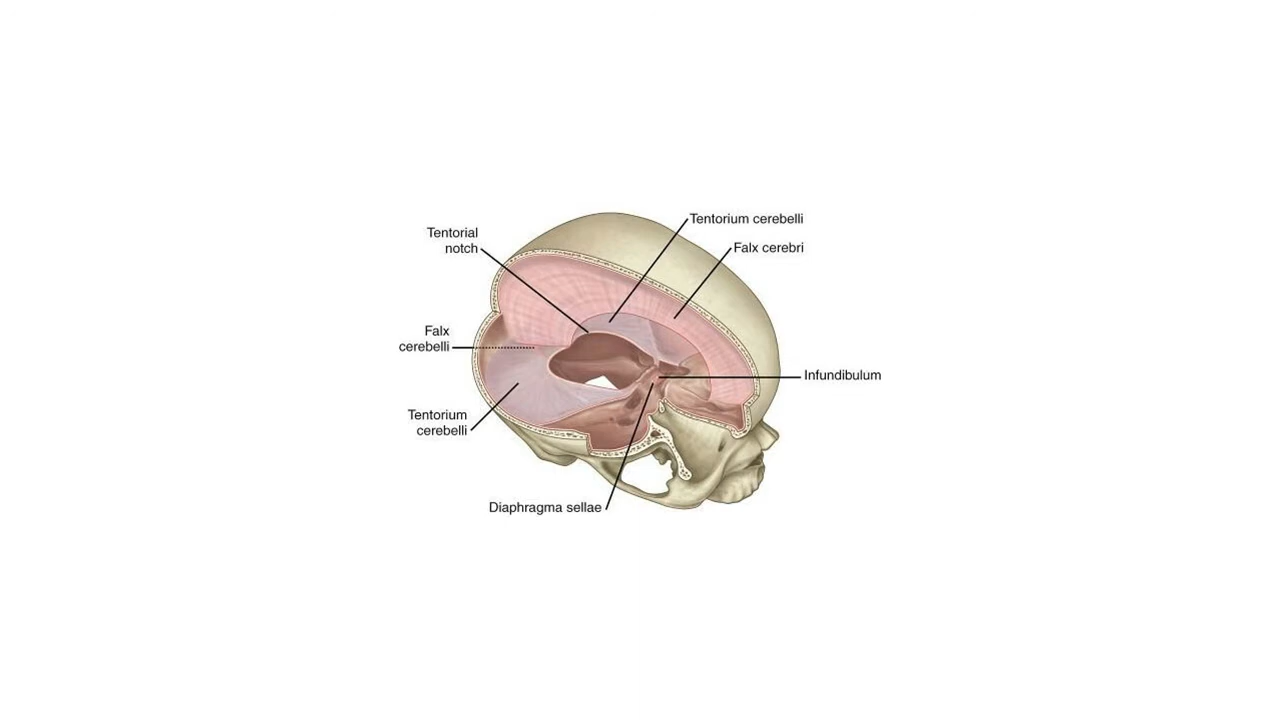 Tentorium cerebelli
Tentorial
notch
Falx cerebri
Falx
cerebelli
Infundibulum
Tentorium
cerebelli
Diaphragma sellae